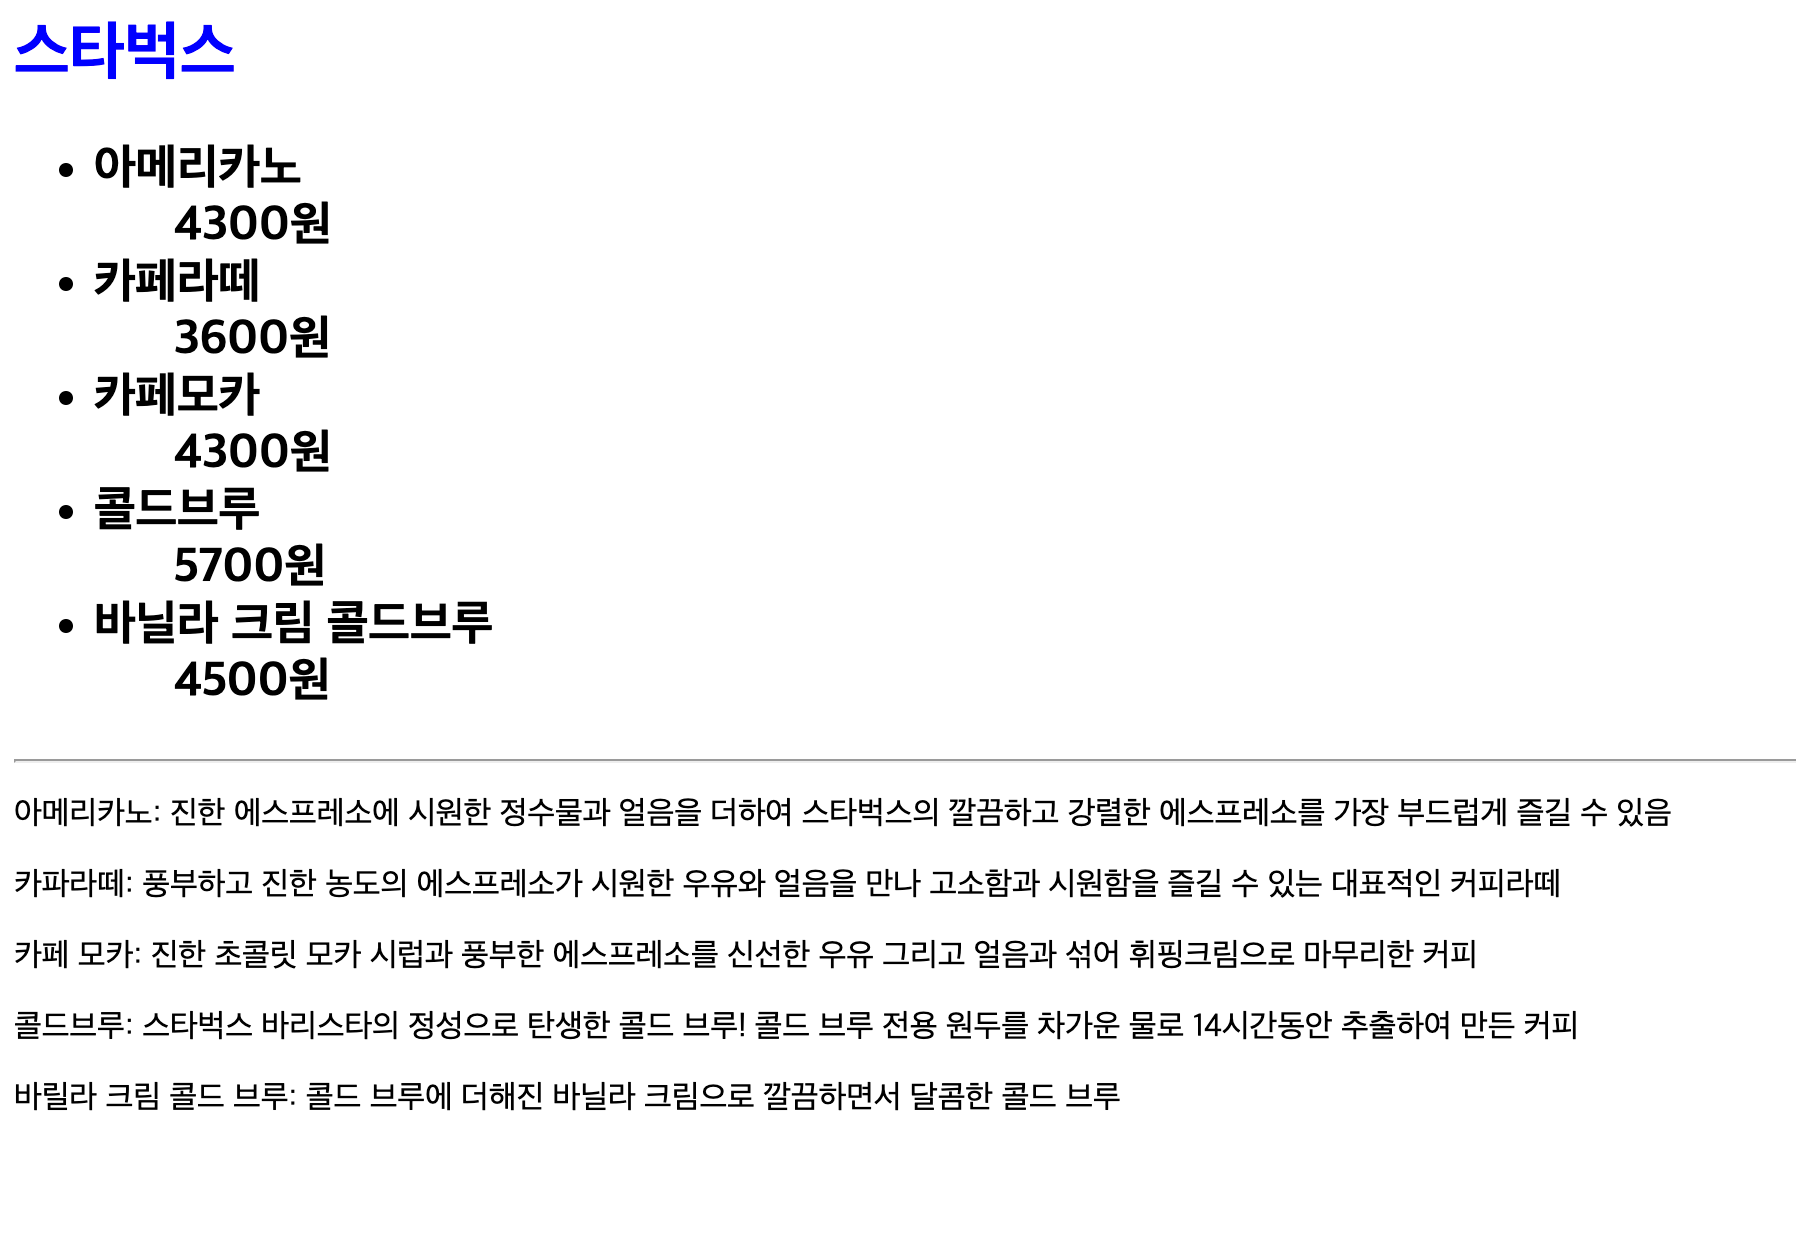 스타벅스
아메리카노
4300원
카페라떼
3600원
카페모카
4300원
콜드브루
5700원
바닐라 크림 콜드브루
4500원
아메리카노: 진한 에스프레소에 시원한 정수물과 얼음을 더하여 스타벅스의 깔끔하고 강렬한 에스프레소를 가장 부드럽게 즐길 수 있음
카파라떼: 풍부하고 진한 농도의 에스프레소가 시원한 우유와 얼음을 만나 고소함과 시원함을 즐길 수 있는 대표적인 커피라떼
카페 모카: 진한 초콜릿 모카 시럽과 풍부한 에스프레소를 신선한 우유 그리고 얼음과 섞어 휘핑크림으로 마무리한 커피
콜드브루: 스타벅스 바리스타의 정성으로 탄생한 콜드 브루! 콜드 브루 전용 원두를 차가운 물로 14시간동안 추출하여 만든 커피
바릴라 크림 콜드 브루: 콜드 브루에 더해진 바닐라 크림으로 깔끔하면서 달콤한 콜드 브루